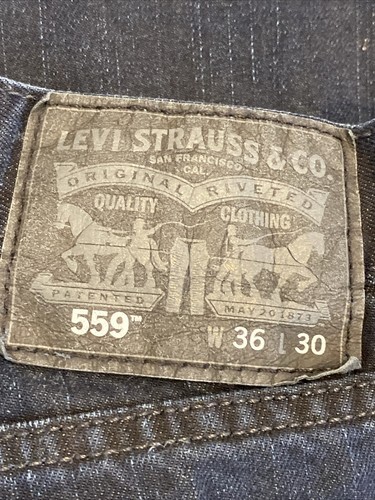 LEVI STRAUSS & CO.
SAN FRANCISCO,
CAL.
ORIGINAL RIVETED
QUALITY CLOTHING
PATENTED MAY 20 1873
559™ W 36 L 30